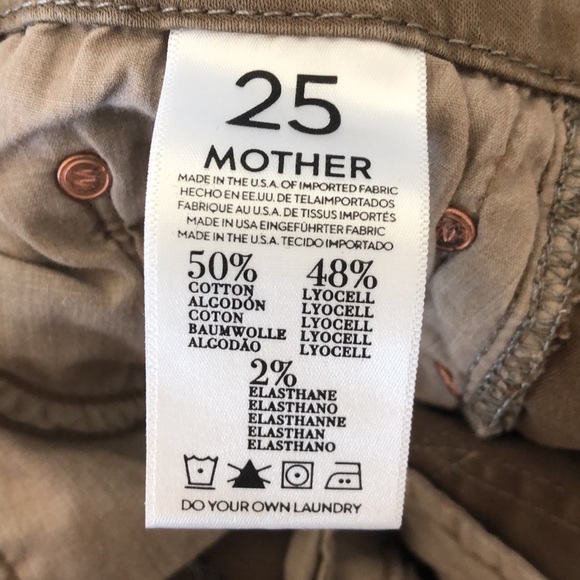 25
MOTHER
MADE IN THE U.S.A. OF IMPORTED FABRIC
HECHO EN EE.UU. DE TELAIMPORTADOS
FABRIQUE AU U.S.A. DE TISSUS IMPORTÉS
MADE IN USA EINGEFÜHRTER FABRIC
MADE IN THE U.S.A. TECIDO IMPORTADO
50%
COTTON
ALGODÓN
COTON
BAUMWOLLE
ALGODÃO
48%
LYOCELL
LYOCELL
LYOCELL
LYOCELL
LYOCELL
2%
ELASTHANE
ELASTHANO
ELASTHANNE
ELASTHAN
ELASTHANO
DO YOUR OWN LAUNDRY
M
M